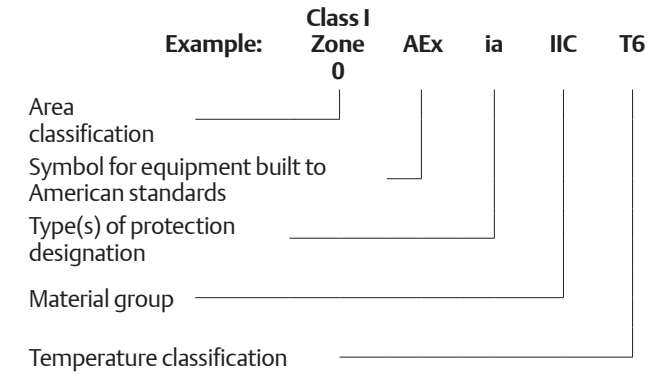 Class I
Example: Zone AEx ia IIC T6
0
Area
classification
Symbol for equipment built to
American standards
Type(s) of protection
designation
Material group
Temperature classification